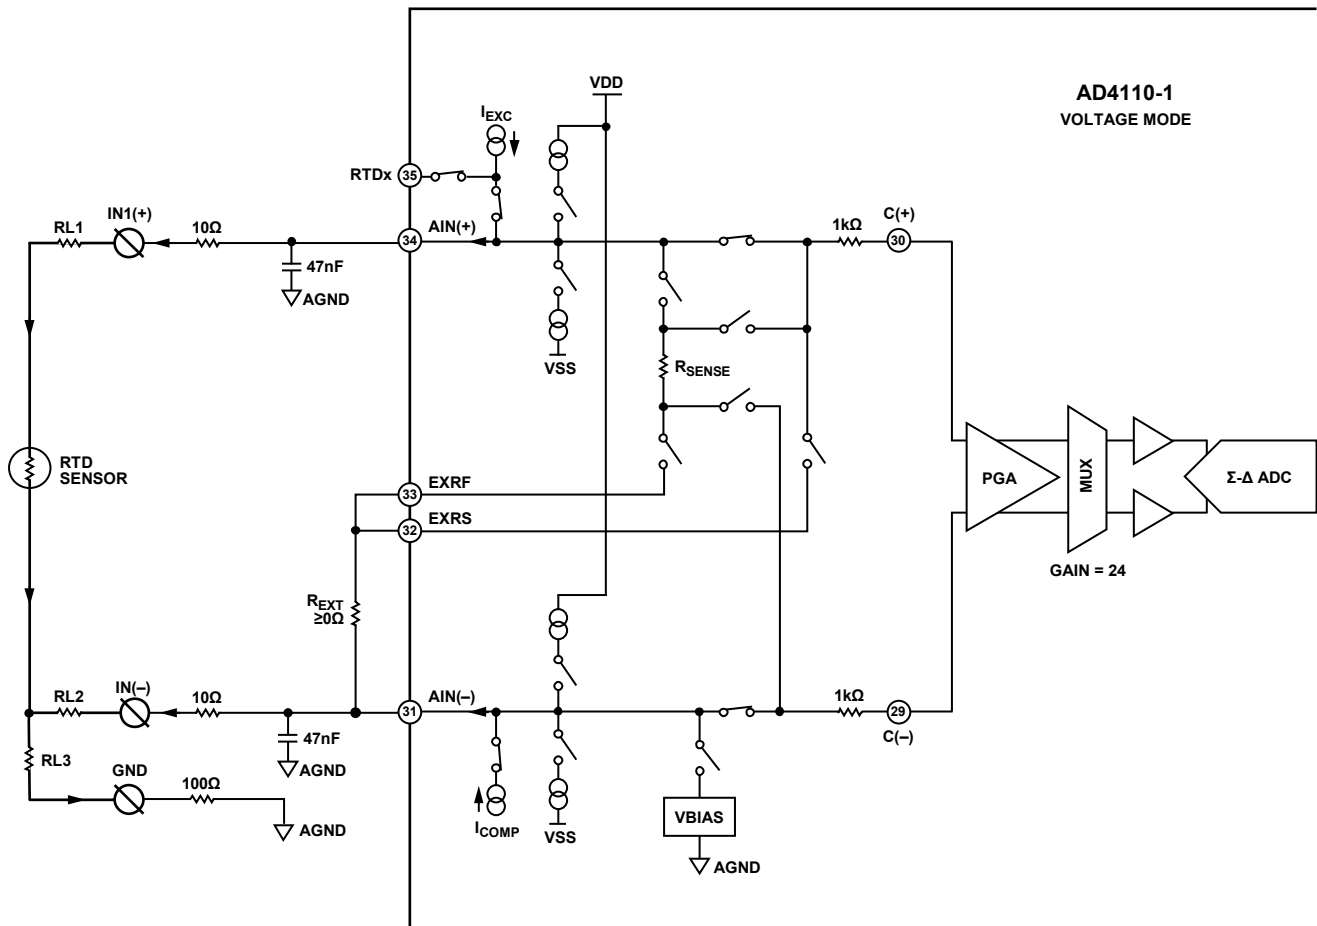 AD4110-1
VOLTAGE MODE
VDD
IEXC
RTDx
35
IN1(+)
RL1
10Ω
AIN(+)
34
C(+)
1kΩ
30
47nF
AGND
VSS
RSENSE
RTD
SENSOR
EXRF
33
EXRS
32
PGA
MUX
Σ-Δ ADC
GAIN = 24
REXT
≥0Ω
IN(–)
RL2
10Ω
AIN(–)
31
1kΩ
29
C(–)
47nF
AGND
RL3
GND
100Ω
AGND
ICOMP
VSS
VBIAS
AGND